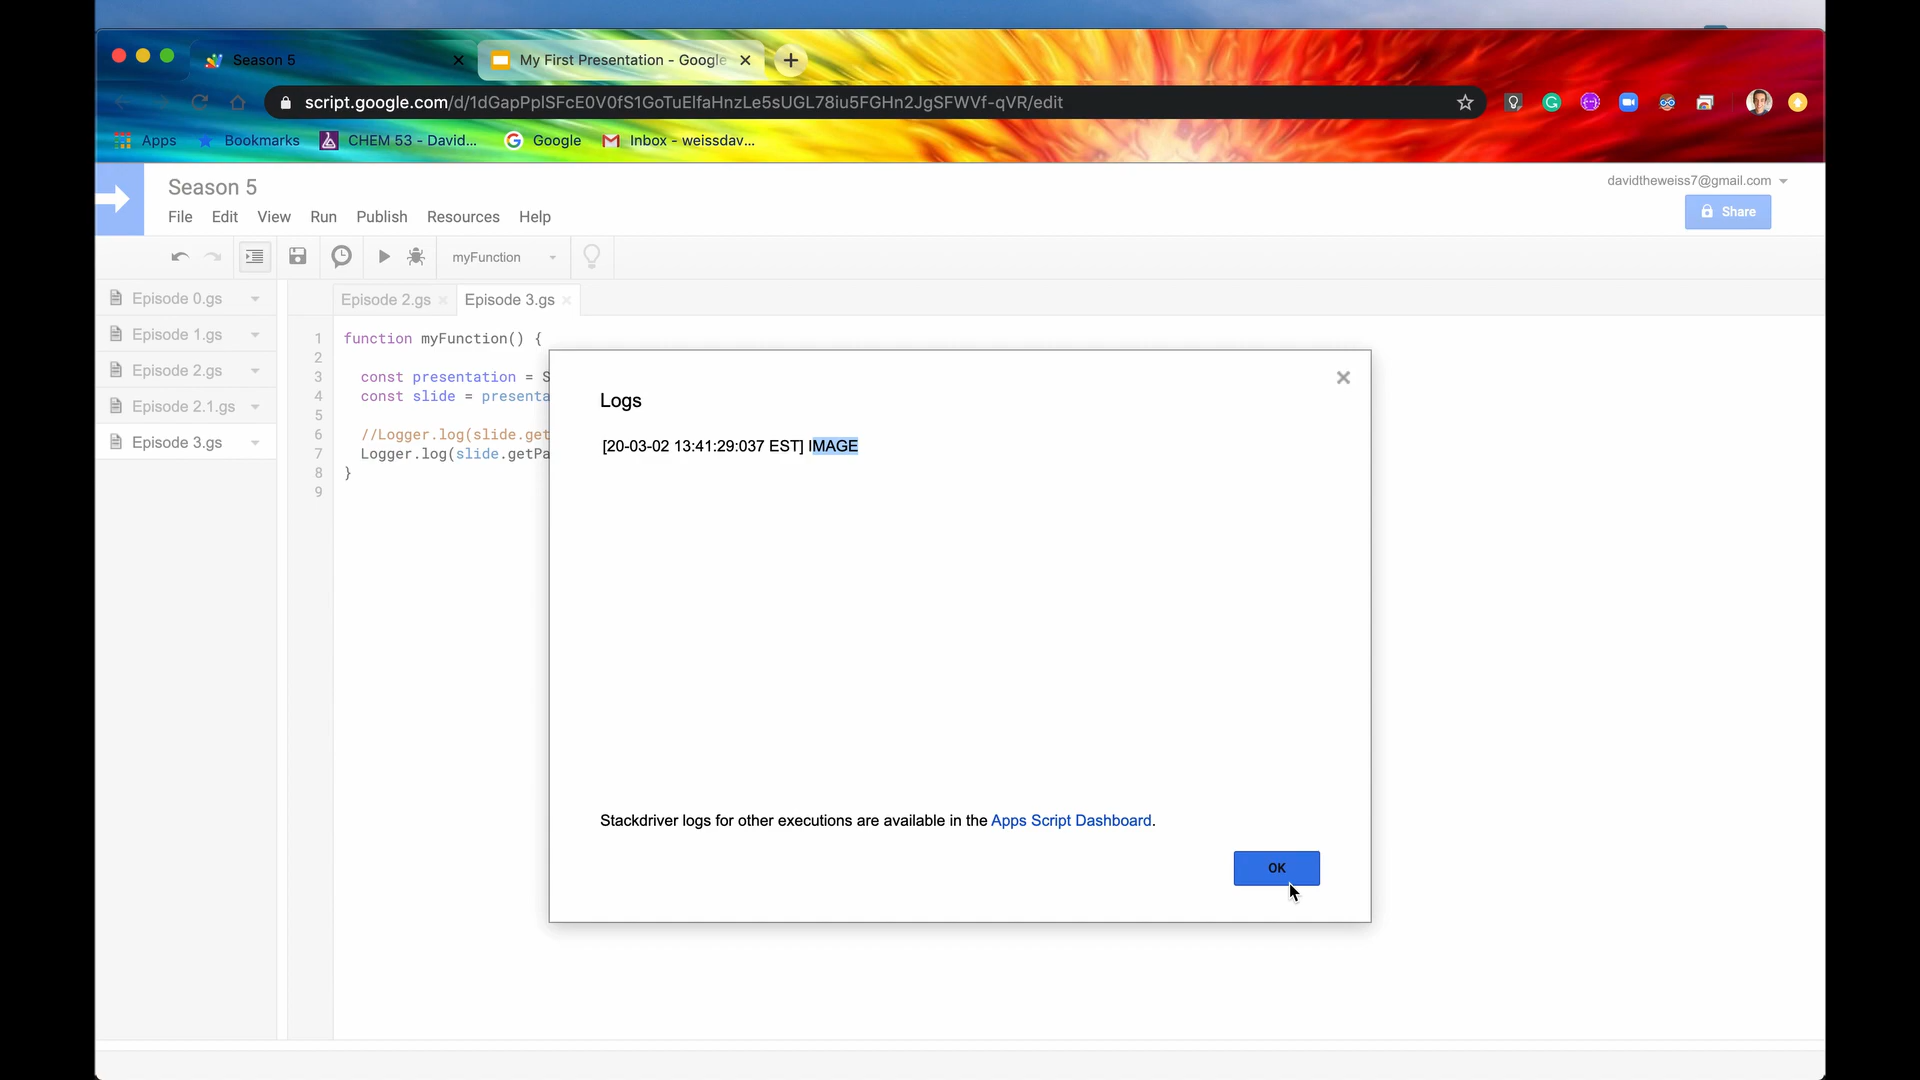 Season 5
My First Presentation - Google
script.google.com/d/1dGapPpISFcE0V0fS1GoTuElfaHnzLe5sUGL78iu5FGHn2JgSFWVf-qVR/edit
Apps
Bookmarks
CHEM 53 - David...
Google
Inbox - weissdav...
Season 5
davidtheweiss7@gmail.com
File
Edit
View
Run
Publish
Resources
Help
Share
myFunction
Episode 0.gs
Episode 1.gs
Episode 2.gs
Episode 2.1.gs
Episode 3.gs
Episode 2.gs
Episode 3.gs
1 function myFunction() {
2
3 const presentation = S
4 const slide = presenta
5
6 //Logger.log(slide.get
7 Logger.log(slide.getPa
8 }
9
Logs
[20-03-02 13:41:29:037 EST] IMAGE
Stackdriver logs for other executions are available in the Apps Script Dashboard.
OK